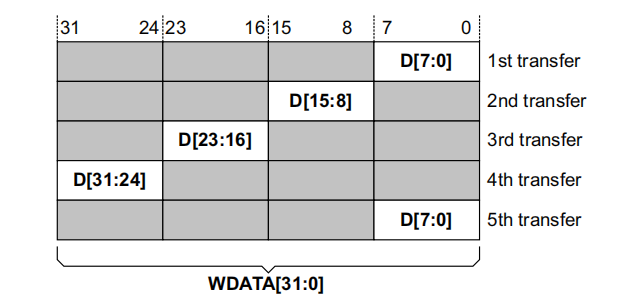 31 24 23 16 15 8 7 0
D[7:0] 1st transfer
D[15:8] 2nd transfer
D[23:16] 3rd transfer
D[31:24] 4th transfer
D[7:0] 5th transfer
WDATA[31:0]